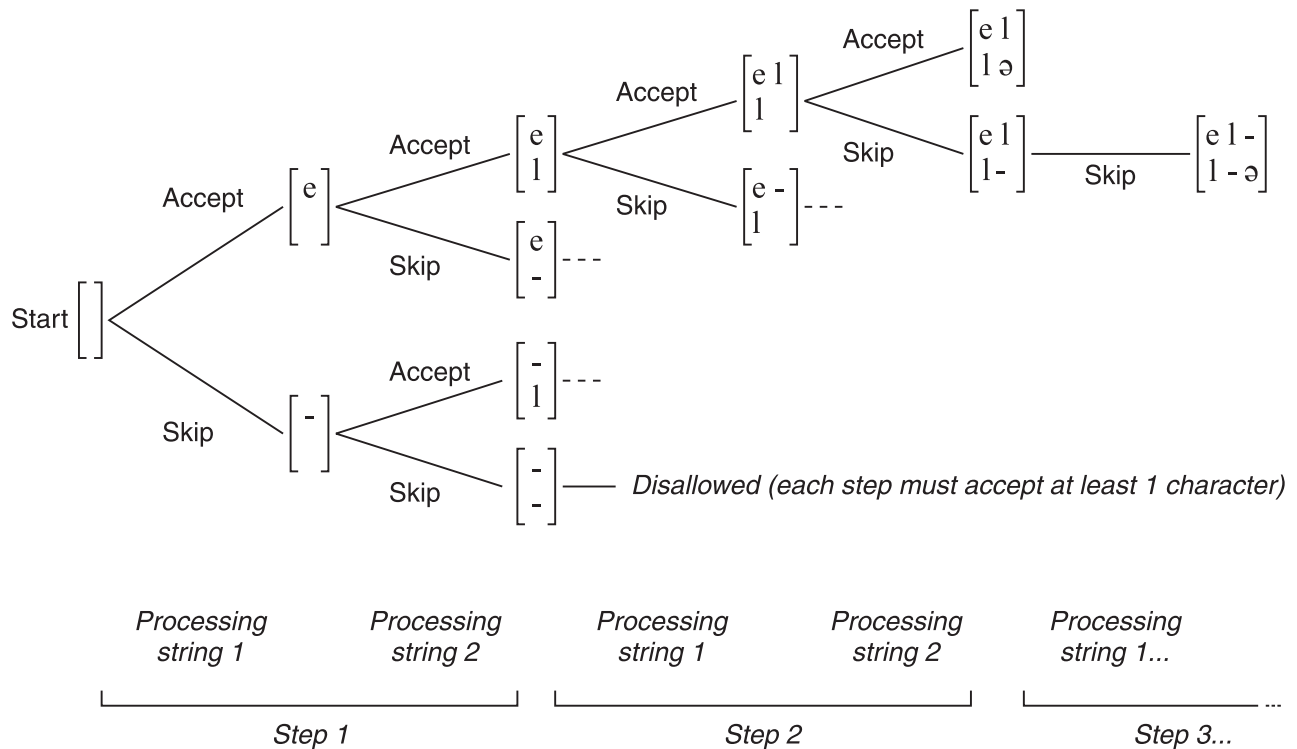 Accept
e l
l ə
Accept
e l
l
Skip
e l
l-
Skip
e l -
l - ə
Accept
e
l
Skip
e -
l
Accept
e
Skip
e
-
Start
Accept
-
l
Skip
-
Skip
-
-
Disallowed (each step must accept at least 1 character)
Processing
string 1
Processing
string 2
Processing
string 1
Processing
string 2
Processing
string 1...
Step 1
Step 2
Step 3...